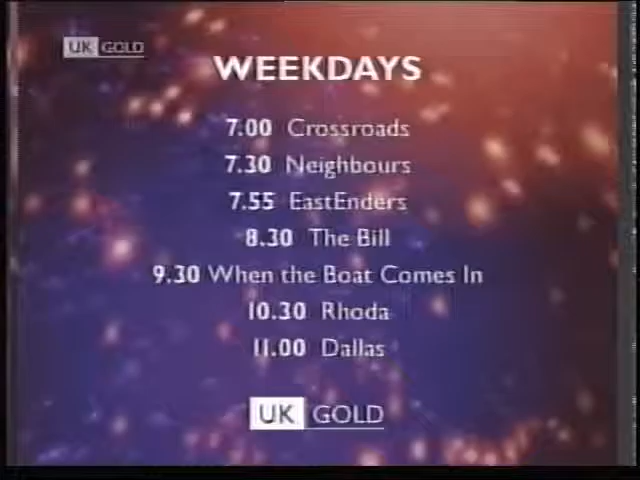 UK GOLD
WEEKDAYS
7.00 Crossroads
7.30 Neighbours
7.55 EastEnders
8.30 The Bill
9.30 When the Boat Comes In
10.30 Rhoda
11.00 Dallas
UK GOLD